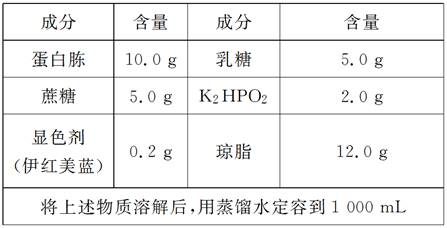 成分 含量 成分 含量
蛋白胨 10.0 g 乳糖 5.0 g
蔗糖 5.0 g K₂HPO₂ 2.0 g
显色剂
(伊红美蓝) 0.2 g 琼脂 12.0 g
将上述物质溶解后,用蒸馏水定容到 1 000 mL